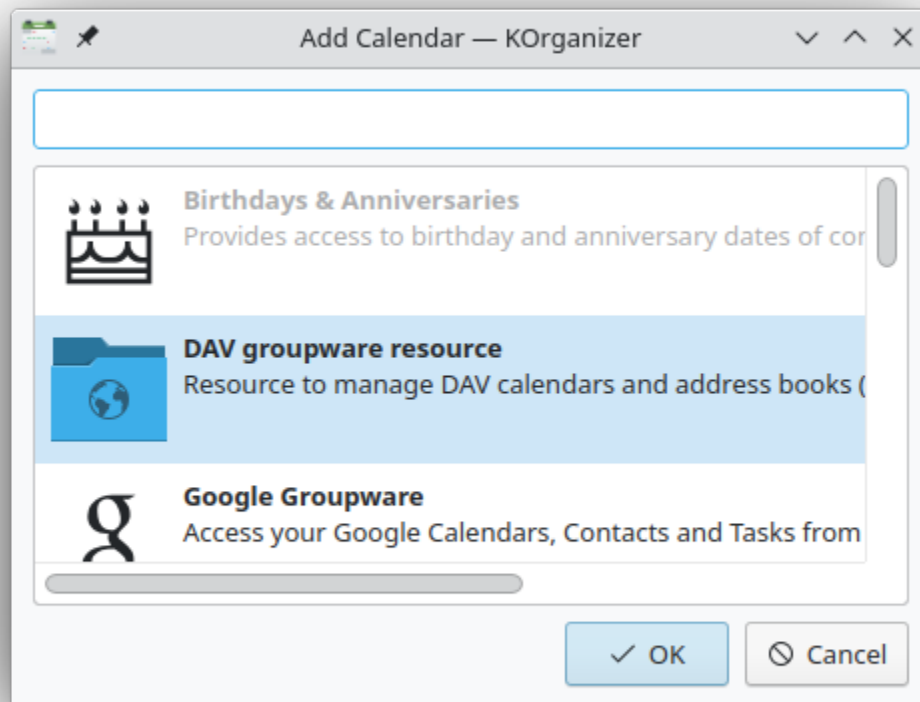 Add Calendar — KOrganizer
Birthdays & Anniversaries
Provides access to birthday and anniversary dates of cor
DAV groupware resource
Resource to manage DAV calendars and address books (
Google Groupware
Access your Google Calendars, Contacts and Tasks from
OK
Cancel